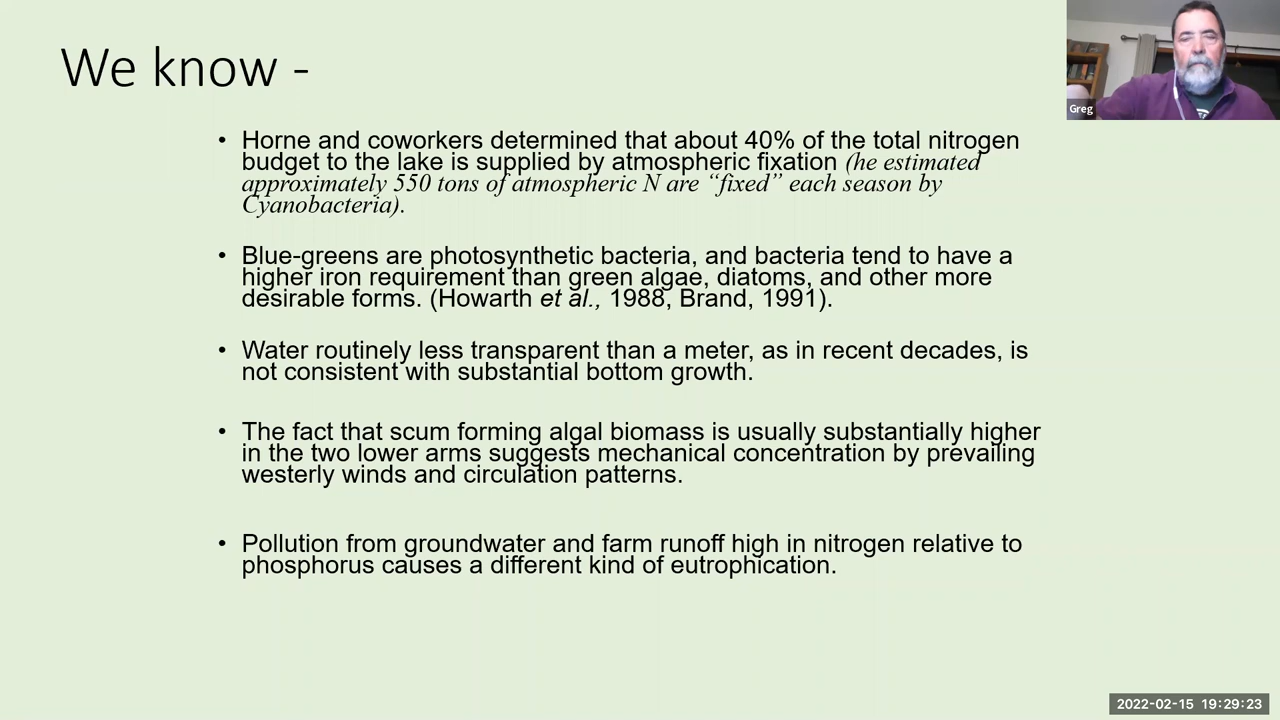 We know -
• Horne and coworkers determined that about 40% of the total nitrogen
budget to the lake is supplied by atmospheric fixation (he estimated
approximately 550 tons of atmospheric N are “fixed” each season by
Cyanobacteria).
• Blue-greens are photosynthetic bacteria, and bacteria tend to have a
higher iron requirement than green algae, diatoms, and other more
desirable forms. (Howarth et al., 1988, Brand, 1991).
• Water routinely less transparent than a meter, as in recent decades, is
not consistent with substantial bottom growth.
• The fact that scum forming algal biomass is usually substantially higher
in the two lower arms suggests mechanical concentration by prevailing
westerly winds and circulation patterns.
• Pollution from groundwater and farm runoff high in nitrogen relative to
phosphorus causes a different kind of eutrophication.
Greg
2022-02-15 19:29:23